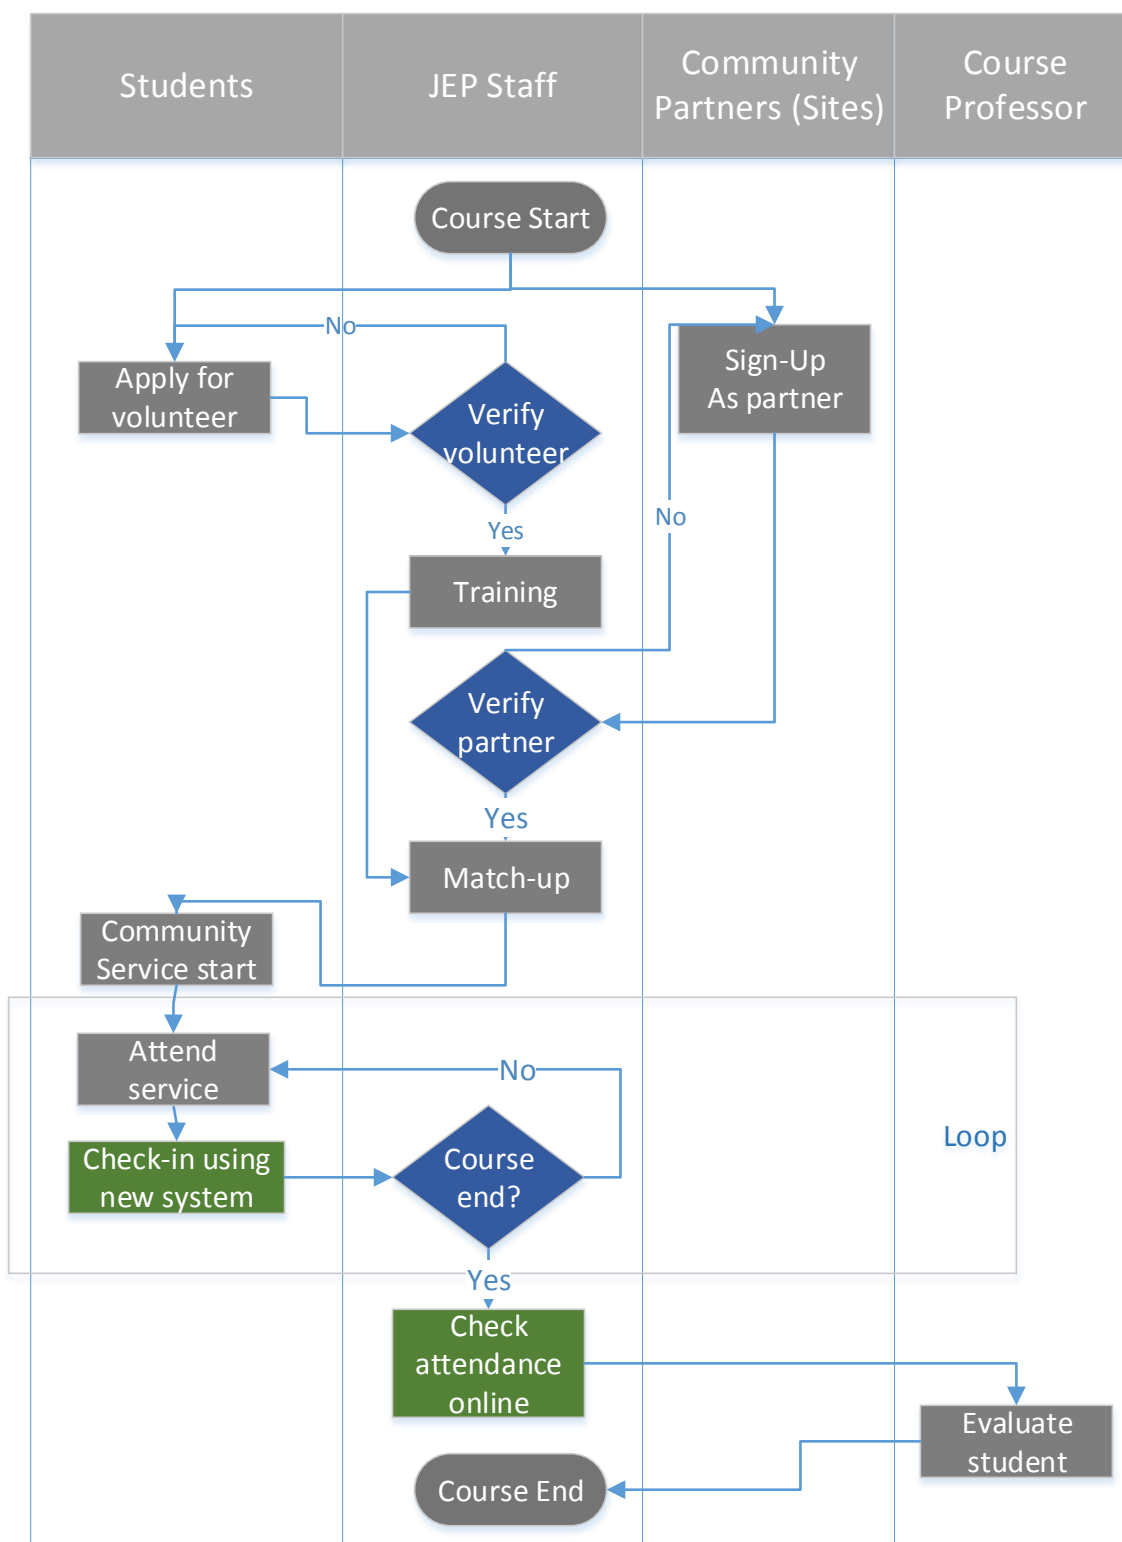 Students
JEP Staff
Community
Partners (Sites)
Course
Professor
Course Start
No
Apply for
volunteer
Verify
volunteer
Sign-Up
As partner
Yes
No
Training
Verify
partner
Yes
Match-up
Community
Service start
Attend
service
No
Check-in using
new system
Course
end?
Loop
Yes
Check
attendance
online
Evaluate
student
Course End